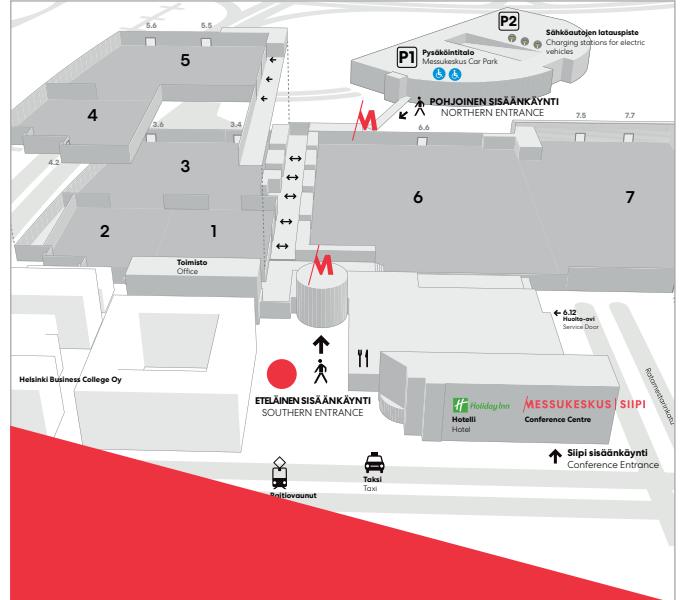 P2
Sähköautojen latauspiste
Charging stations for electric
vehicles
P1
Pysäköintitalo
Messukeskus Car Park
5.6
5.5
5
4
POHJOINEN SISÄÄNKÄYNTI
NORTHERN ENTRANCE
3.6
3.4
6.6
7.5
7.7
4.2
3
6
7
2
1
Toimisto
Office
6.12
Huolto-ovi
Service Door
Helsinki Business College Oy
ETELÄINEN SISÄÄNKÄYNTI
SOUTHERN ENTRANCE
Ratamestarinkatu
Holiday Inn
MESSUKESKUS | SIIPI
Hotelli
Hotel
Conference Centre
Siipi sisäänkäynti
Conference Entrance
Taksi
Taxi
Raitiovaunut